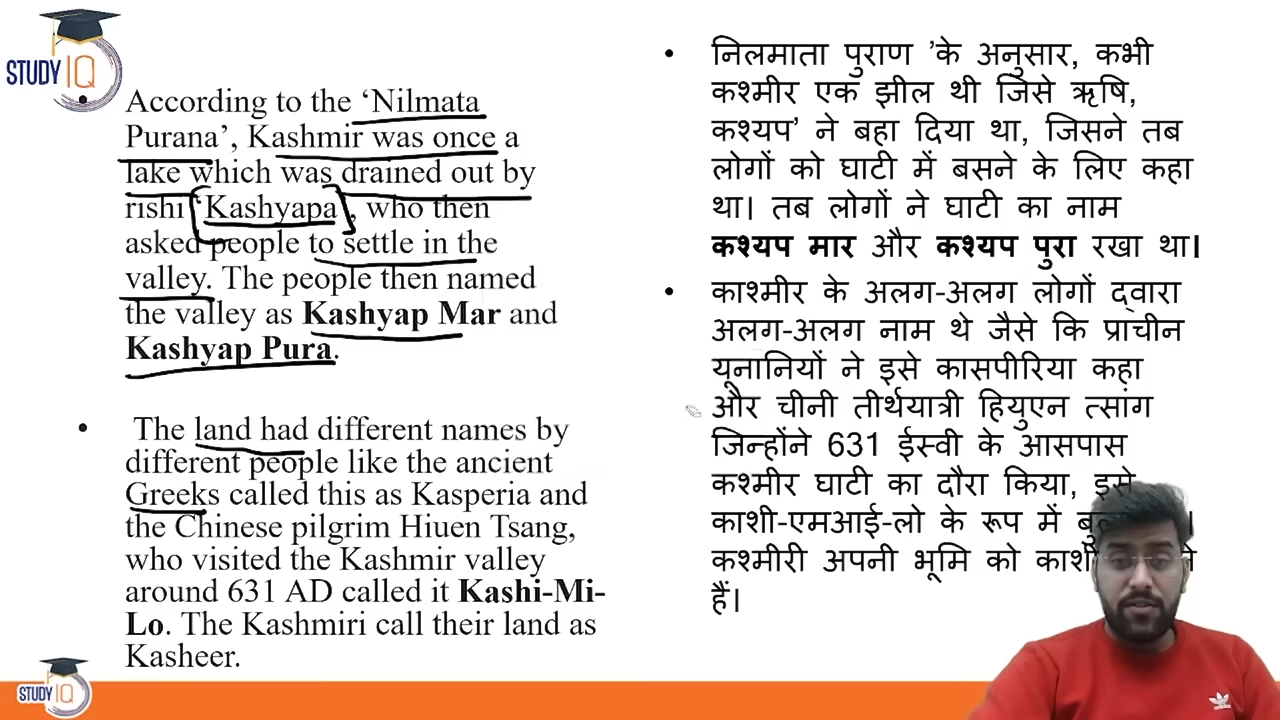 STUDY IQ
• According to the ‘Nilmata
Purana’, Kashmir was once a
lake which was drained out by
rishi ‘Kashyapa’, who then
asked people to settle in the
valley. The people then named
the valley as Kashyap Mar and
Kashyap Pura.
• The land had different names by
different people like the ancient
Greeks called this as Kasperia and
the Chinese pilgrim Hiuen Tsang,
who visited the Kashmir valley
around 631 AD called it Kashi-Mi-
Lo. The Kashmiri call their land as
Kasheer.
• निलमाता पुराण ’के अनुसार, कभी
कश्मीर एक झील थी जिसे ऋषि,
कश्यप’ ने बहा दिया था, जिसने तब
लोगों को घाटी में बसने के लिए कहा
था। तब लोगों ने घाटी का नाम
कश्यप मार और कश्यप पुरा रखा था।
• काश्मीर के अलग-अलग लोगों द्वारा
अलग-अलग नाम थे जैसे कि प्राचीन
यूनानियों ने इसे कासपीरिया कहा
और चीनी तीर्थयात्री हियुएन त्सांग
जिन्होंने 631 ईस्वी के आसपास
कश्मीर घाटी का दौरा किया, इसे
काशी-एमआई-लो के रूप में
कश्मीरी अपनी भूमि को
हैं।
STUDY IQ